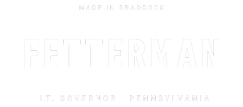 MADE IN BRADDOCK
FETTERMAN
LT. GOVERNOR PENNSYLVANIA